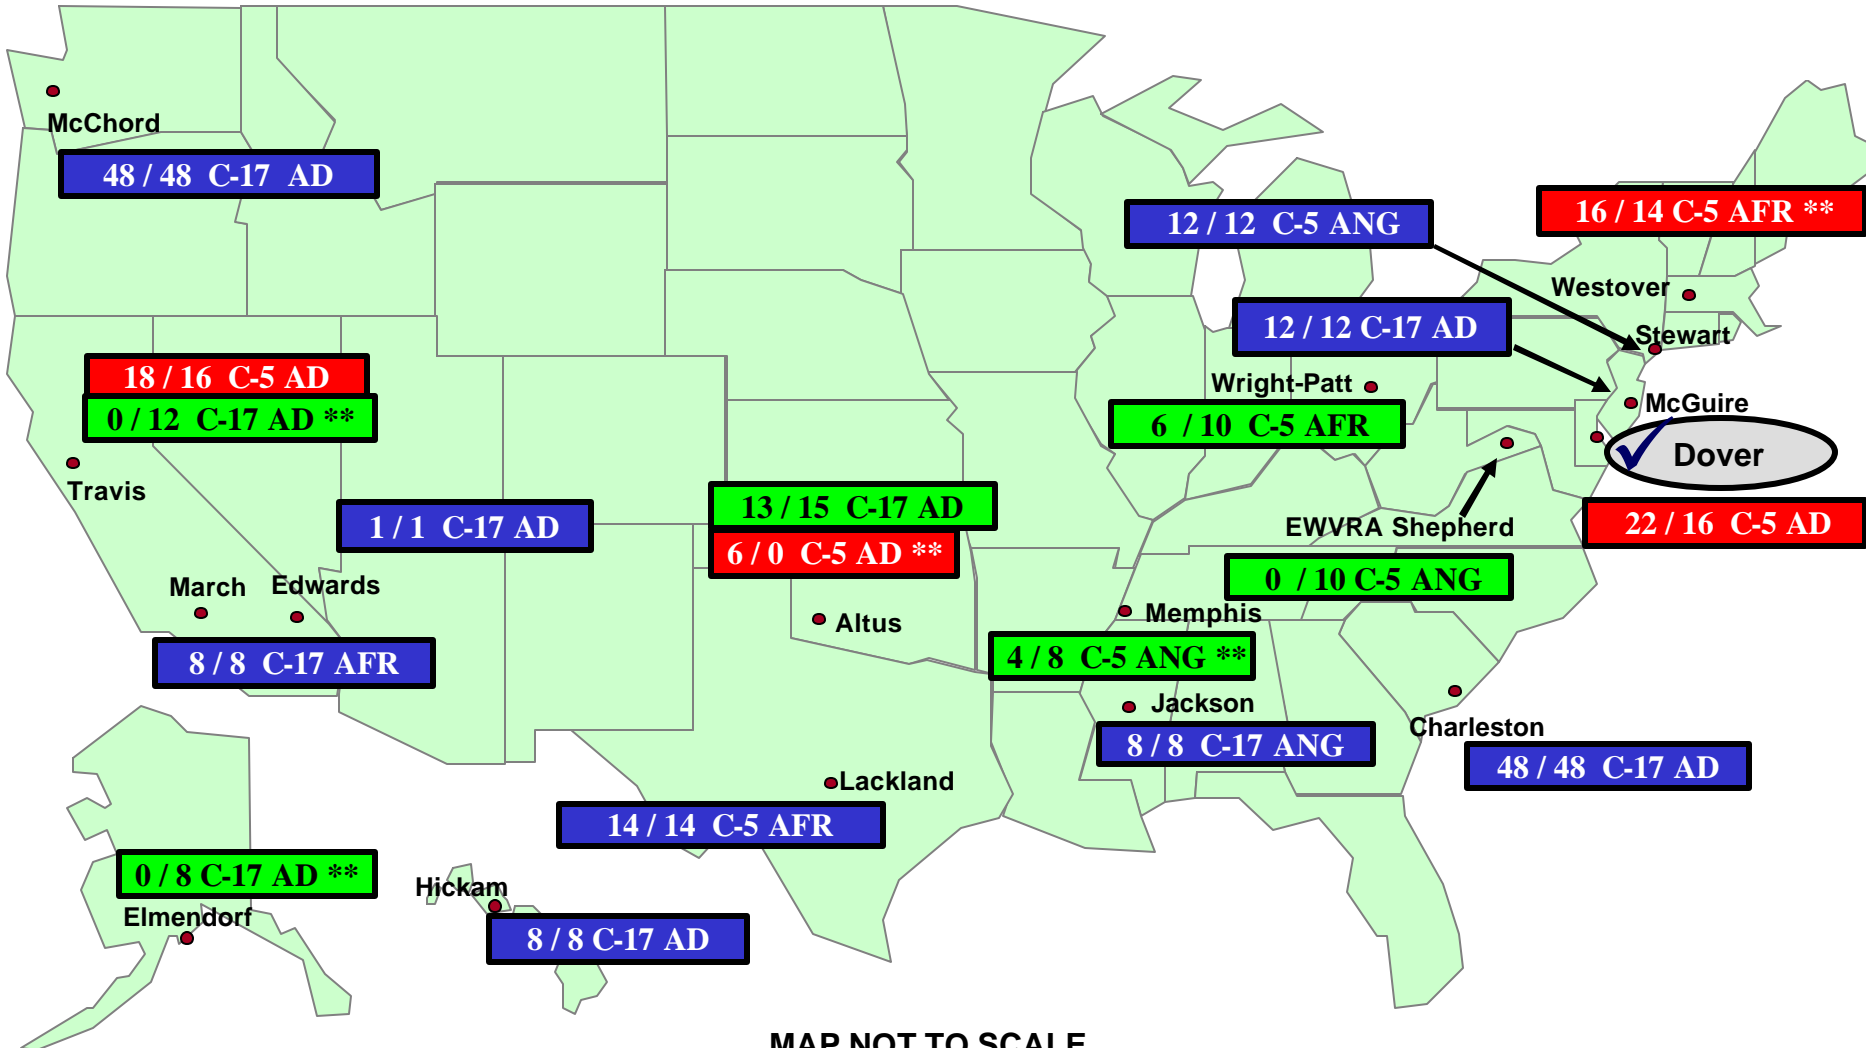 McChord
48 / 48 C-17 AD
12 / 12 C-5 ANG
16 / 14 C-5 AFR **
Westover
12 / 12 C-17 AD
Stewart
18 / 16 C-5 AD
0 / 12 C-17 AD **
Wright-Patt
6 / 10 C-5 AFR
McGuire
Dover
Travis
1 / 1 C-17 AD
13 / 15 C-17 AD
6 / 0 C-5 AD **
EWVRA Shepherd
22 / 16 C-5 AD
0 / 10 C-5 ANG
March
Edwards
8 / 8 C-17 AFR
Altus
Memphis
4 / 8 C-5 ANG **
Jackson
8 / 8 C-17 ANG
Charleston
48 / 48 C-17 AD
Lackland
14 / 14 C-5 AFR
0 / 8 C-17 AD **
Elmendorf
Hickam
8 / 8 C-17 AD
MAP NOT TO SCALE